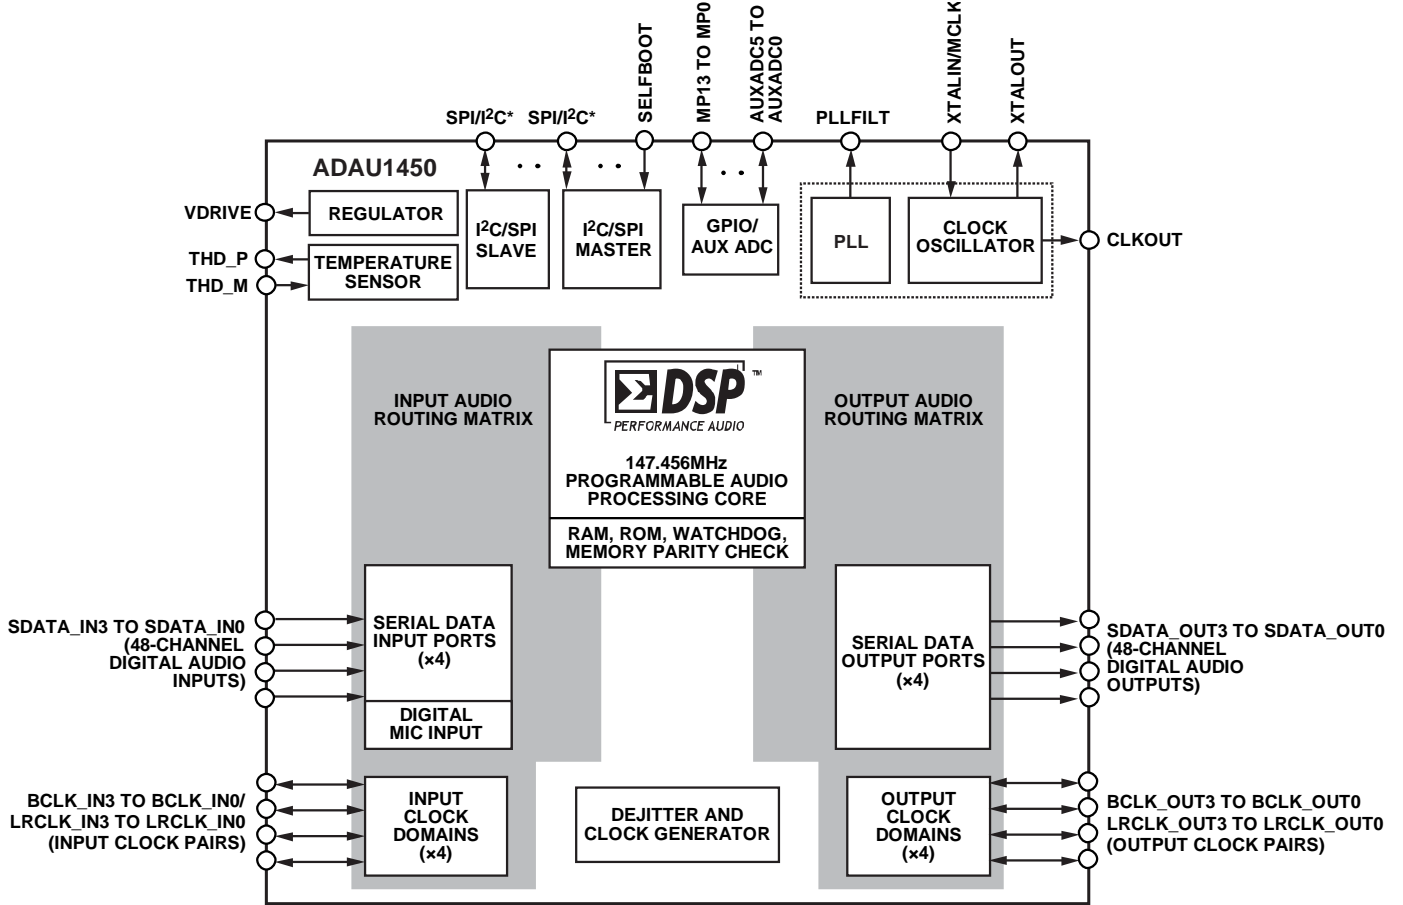 SELFBOOT
MP13 TO MP0
AUXADC5 TO
AUXADC0
XTALIN/MCLK
XTALOUT
SPI/I2C*
SPI/I2C*
PLLFILT
ADAU1450
VDRIVE
REGULATOR
THD_P
THD_M
TEMPERATURE
SENSOR
I2C/SPI
SLAVE
I2C/SPI
MASTER
GPIO/
AUX ADC
PLL
CLOCK
OSCILLATOR
CLKOUT
INPUT AUDIO
ROUTING MATRIX
ΣDSP™
PERFORMANCE AUDIO
147.456MHz
PROGRAMMABLE AUDIO
PROCESSING CORE
RAM, ROM, WATCHDOG,
MEMORY PARITY CHECK
OUTPUT AUDIO
ROUTING MATRIX
SDATA_IN3 TO SDATA_IN0
(48-CHANNEL
DIGITAL AUDIO
INPUTS)
SERIAL DATA
INPUT PORTS
(×4)
DIGITAL
MIC INPUT
SERIAL DATA
OUTPUT PORTS
(×4)
SDATA_OUT3 TO SDATA_OUT0
(48-CHANNEL
DIGITAL AUDIO
OUTPUTS)
BCLK_IN3 TO BCLK_IN0/
LRCLK_IN3 TO LRCLK_IN0
(INPUT CLOCK PAIRS)
INPUT
CLOCK
DOMAINS
(×4)
DEJITTER AND
CLOCK GENERATOR
OUTPUT
CLOCK
DOMAINS
(×4)
BCLK_OUT3 TO BCLK_OUT0
LRCLK_OUT3 TO LRCLK_OUT0
(OUTPUT CLOCK PAIRS)